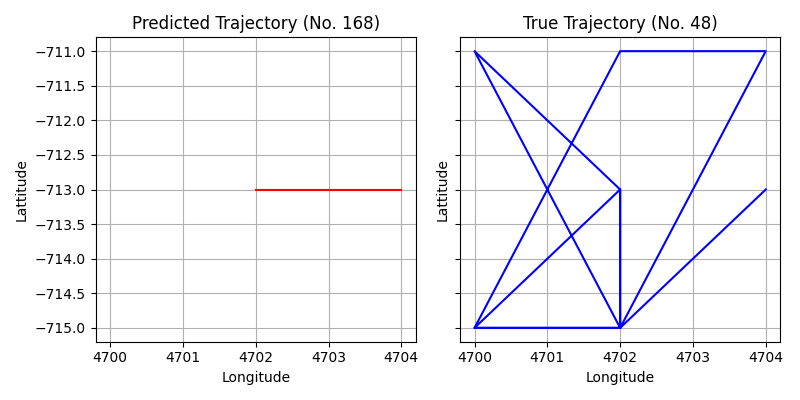 Predicted Trajectory (No. 168)
Lattitude
−711.0
−711.5
−712.0
−712.5
−713.0
−713.5
−714.0
−714.5
−715.0
4700 4701 4702 4703 4704
Longitude
True Trajectory (No. 48)
Lattitude
4700 4701 4702 4703 4704
Longitude